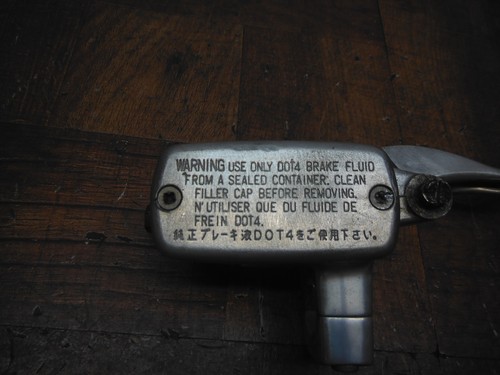 WARNING USE ONLY DOT4 BRAKE FLUID
FROM A SEALED CONTAINER. CLEAN
FILLER CAP BEFORE REMOVING.
N'UTILISER QUE DU FLUIDE DE
FREIN DOT4.
純正ブレーキ液DOT4をご使用下さい。